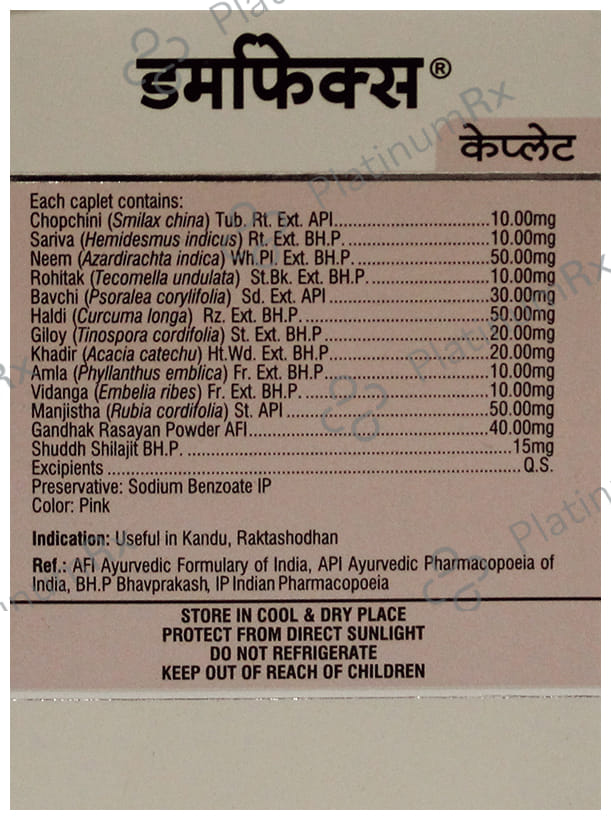 डर्माफिक्स®
केप्लेट
Each caplet contains:
Chopchini (Smilax china) Tub. Rt. Ext. API..............................10.00mg
Sariva (Hemidesmus indicus) Rt. Ext. BH.P. ...........................10.00mg
Neem (Azardirachta indica) Wh.Pl. Ext. BH.P.........................50.00mg
Rohitak (Tecomella undulata) St.Bk. Ext. BH.P.......................10.00mg
Bavchi (Psoralea corylifolia) Sd. Ext. API ..............................30.00mg
Haldi (Curcuma longa) Rz. Ext. BH.P. ...................................50.00mg
Giloy (Tinospora cordifolia) St. Ext. BH.P ..............................20.00mg
Khadir (Acacia catechu) Ht.Wd. Ext. BH.P..............................20.00mg
Amla (Phyllanthus emblica) Fr. Ext. BH.P...............................10.00mg
Vidanga (Embelia ribes) Fr. Ext. BH.P. ...................................10.00mg
Manjistha (Rubia cordifolia) St. API ......................................50.00mg
Gandhak Rasayan Powder AFI..............................................40.00mg
Shuddh Shilajit BH.P. ..............................................................15mg
Excipients ................................................................................Q.S.
Preservative: Sodium Benzoate IP
Color: Pink
Indication: Useful in Kandu, Raktashodhan
Ref.: AFI Ayurvedic Formulary of India, API Ayurvedic Pharmacopoeia of
India, BH.P Bhavprakash, IP Indian Pharmacopoeia
STORE IN COOL & DRY PLACE
PROTECT FROM DIRECT SUNLIGHT
DO NOT REFRIGERATE
KEEP OUT OF REACH OF CHILDREN
PlatinumRx